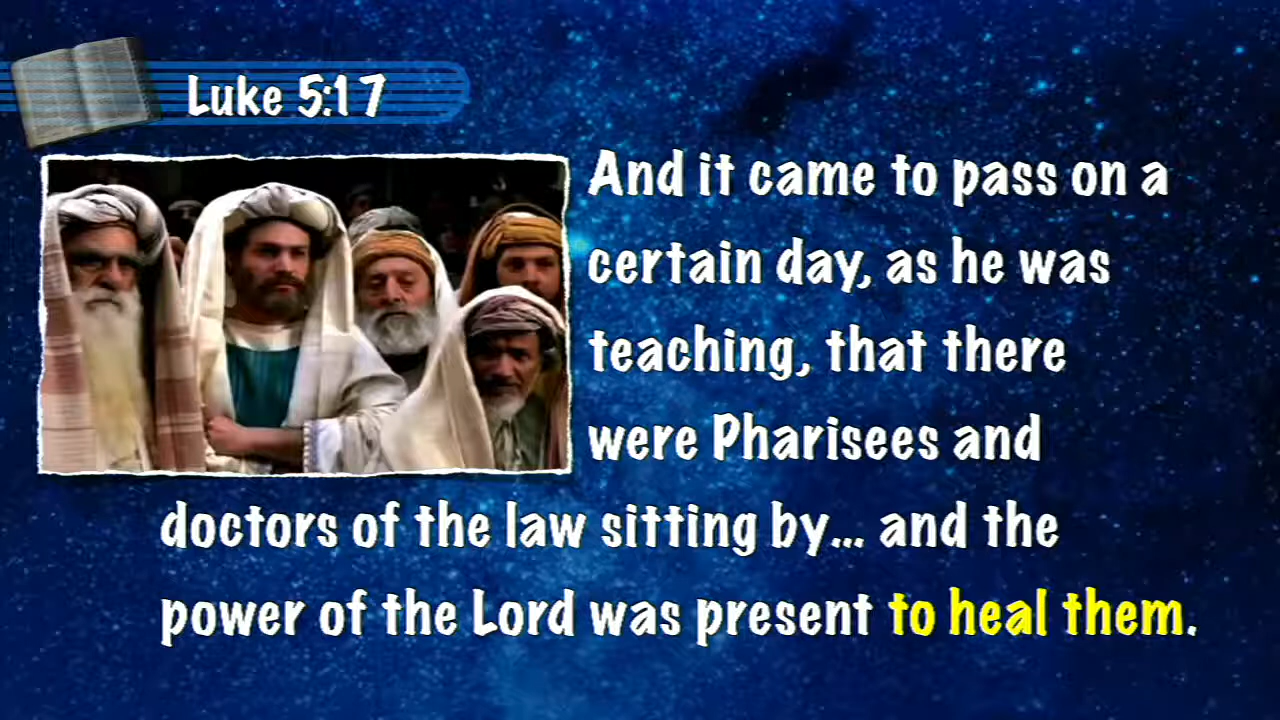 Luke 5:17
And it came to pass on a
certain day, as he was
teaching, that there
were Pharisees and
doctors of the law sitting by... and the
power of the Lord was present to heal them.